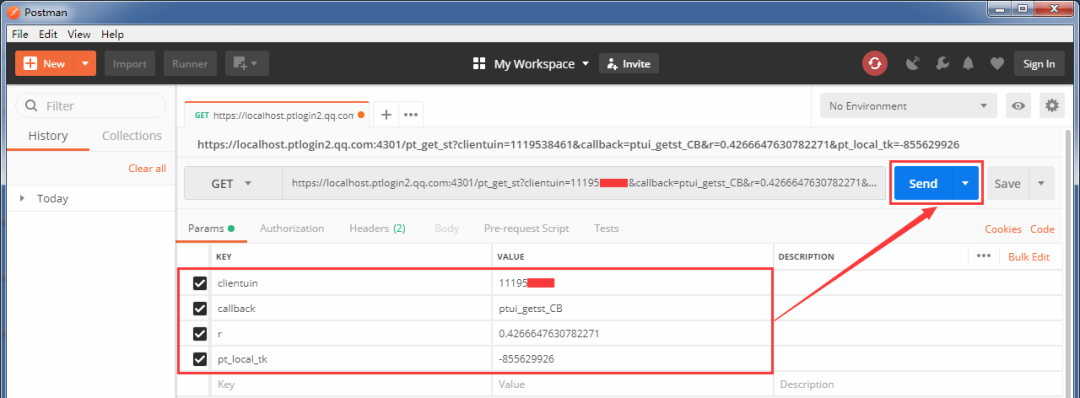 Postman
File Edit View Help
New Import Runner My Workspace Invite Sign In
Filter
History Collections
Clear all
Today
GET https://localhost.ptlogin2.qq.con
No Environment
https://localhost.ptlogin2.qq.com:4301/pt_get_st?clientuin=1119538461&callback=ptui_getst_CB&r=0.4266647630782271&pt_local_tk=-855629926
GET https://localhost.ptlogin2.qq.com:4301/pt_get_st?clientuin=11195 &callback=ptui_getst_CB&r=0.4266647630782271&... Send Save
Params Authorization Headers (2) Body Pre-request Script Tests Cookies Code
KEY VALUE DESCRIPTION ••• Bulk Edit
clientuin 11195
callback ptui_getst_CB
r 0.4266647630782271
pt_local_tk -855629926
Key Value Description